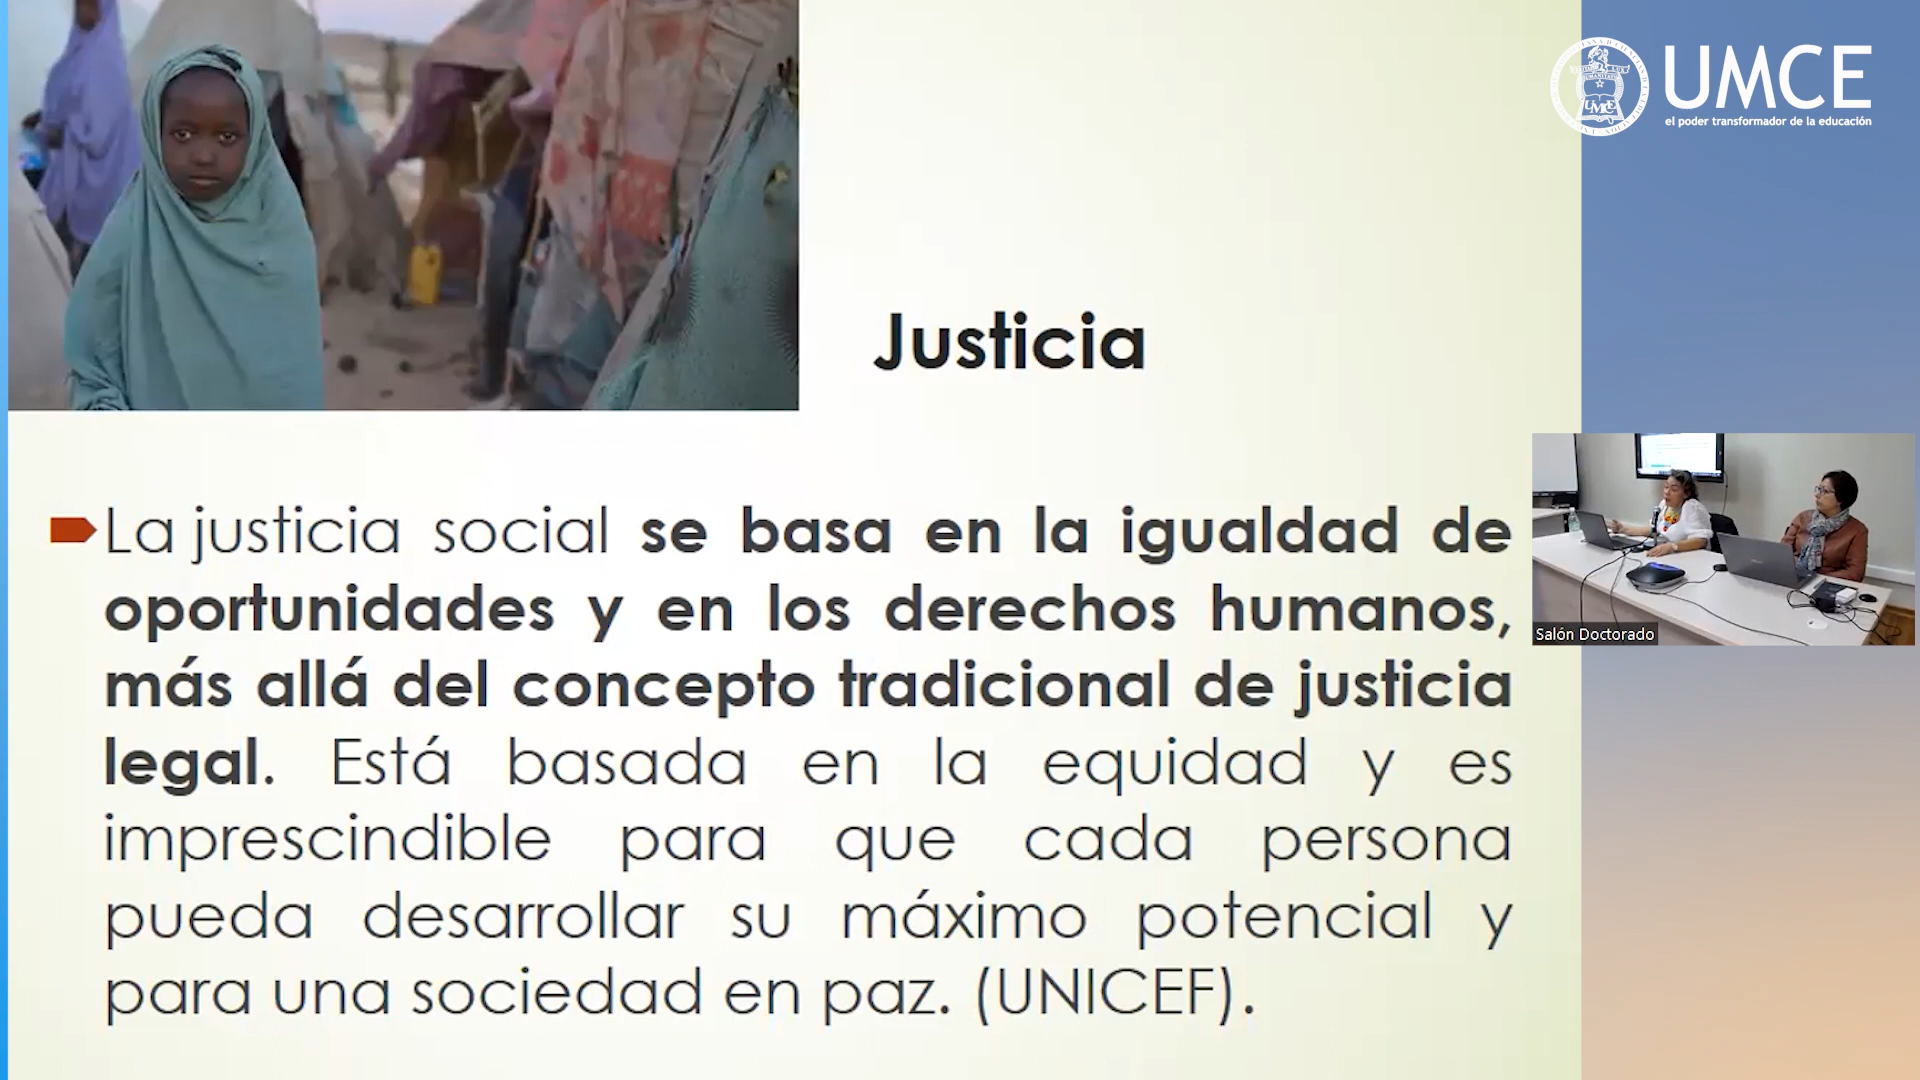 UMCE
el poder transformador de la educación
Justicia
La justicia social se basa en la igualdad de
oportunidades y en los derechos humanos,
más allá del concepto tradicional de justicia
legal. Está basada en la equidad y es
imprescindible para que cada persona
pueda desarrollar su máximo potencial y
para una sociedad en paz. (UNICEF).
Salón Doctorado